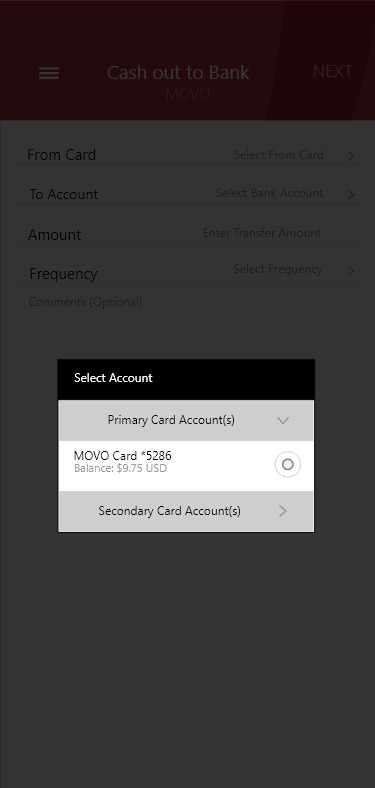 Cash out to Bank
NEXT
MOVO
From Card Select From Card
To Account Select Bank Account
Amount Enter Transfer Amount
Frequency Select Frequency
Comments (Optional)
Select Account
Primary Card Account(s)
MOVO Card *5286
Balance: $9.75 USD
Secondary Card Account(s)